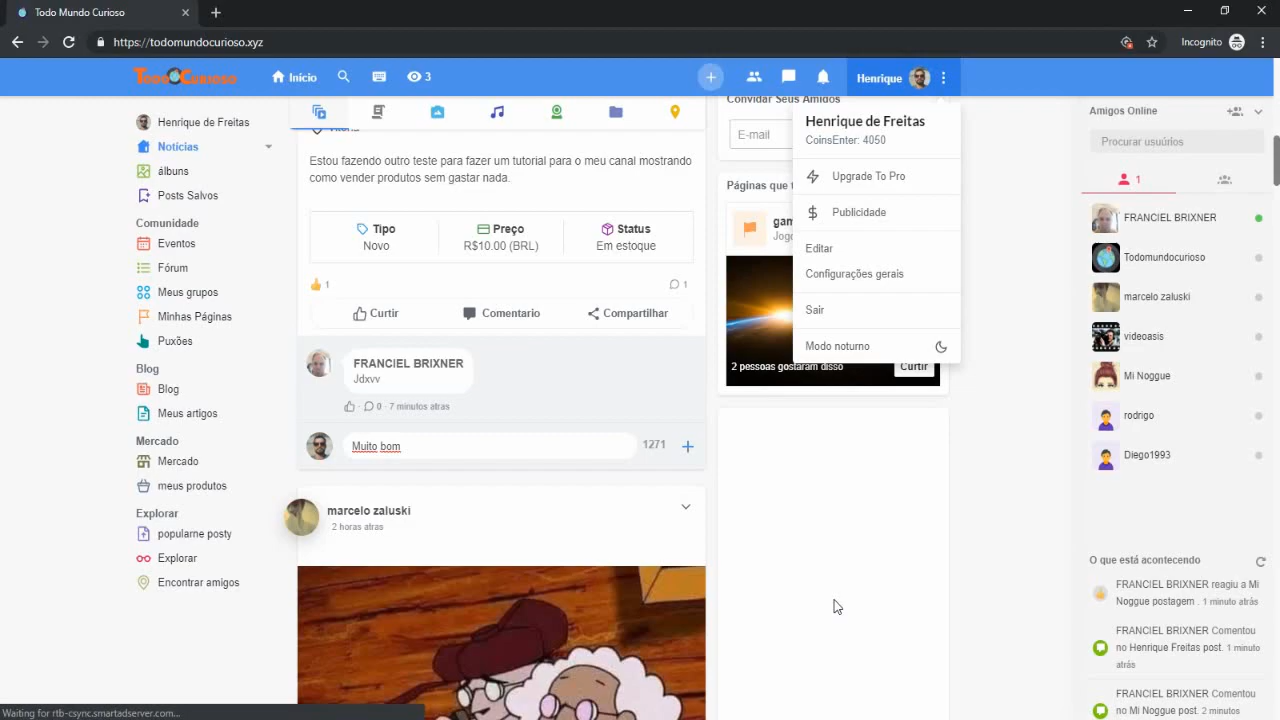 Todo Mundo Curioso
https://todomundocurioso.xyz
Incognito
TODO CURIOSO
Início
3
Henrique
Henrique de Freitas
Notícias
álbuns
Posts Salvos
Comunidade
Eventos
Fórum
Meus grupos
Minhas Páginas
Puxões
Blog
Blog
Meus artigos
Mercado
Mercado
meus produtos
Explorar
popularne posty
Explorar
Encontrar amigos
Estou fazendo outro teste para fazer um tutorial para o meu canal mostrando
como vender produtos sem gastar nada.
Tipo
Novo
Preço
R$10.00 (BRL)
Status
Em estoque
1
1
Curtir
Comentario
Compartilhar
FRANCIEL BRIXNER
Jdxvv
0 · 7 minutos atras
Muito bom
1271
marcelo zaluski
2 horas atras
Convidar Seus Amigos
E-mail
Páginas que
2 pessoas gostaram disso
Curtir
Henrique de Freitas
CoinsEnter: 4050
Upgrade To Pro
Publicidade
Editar
Configurações gerais
Sair
Modo noturno
Amigos Online
Procurar usuários
1
FRANCIEL BRIXNER
Todomundocurioso
marcelo zaluski
videoasis
Mi Noggue
rodrigo
Diego1993
O que está acontecendo
FRANCIEL BRIXNER reagiu a Mi
Noggue postagem . 1 minuto atrás
FRANCIEL BRIXNER Comentou
no Henrique Freitas post. 1 minuto
atrás
FRANCIEL BRIXNER Comentou
no Mi Noggue post. 2 minutos
Waiting for rtb-csync.smartadserver.com...